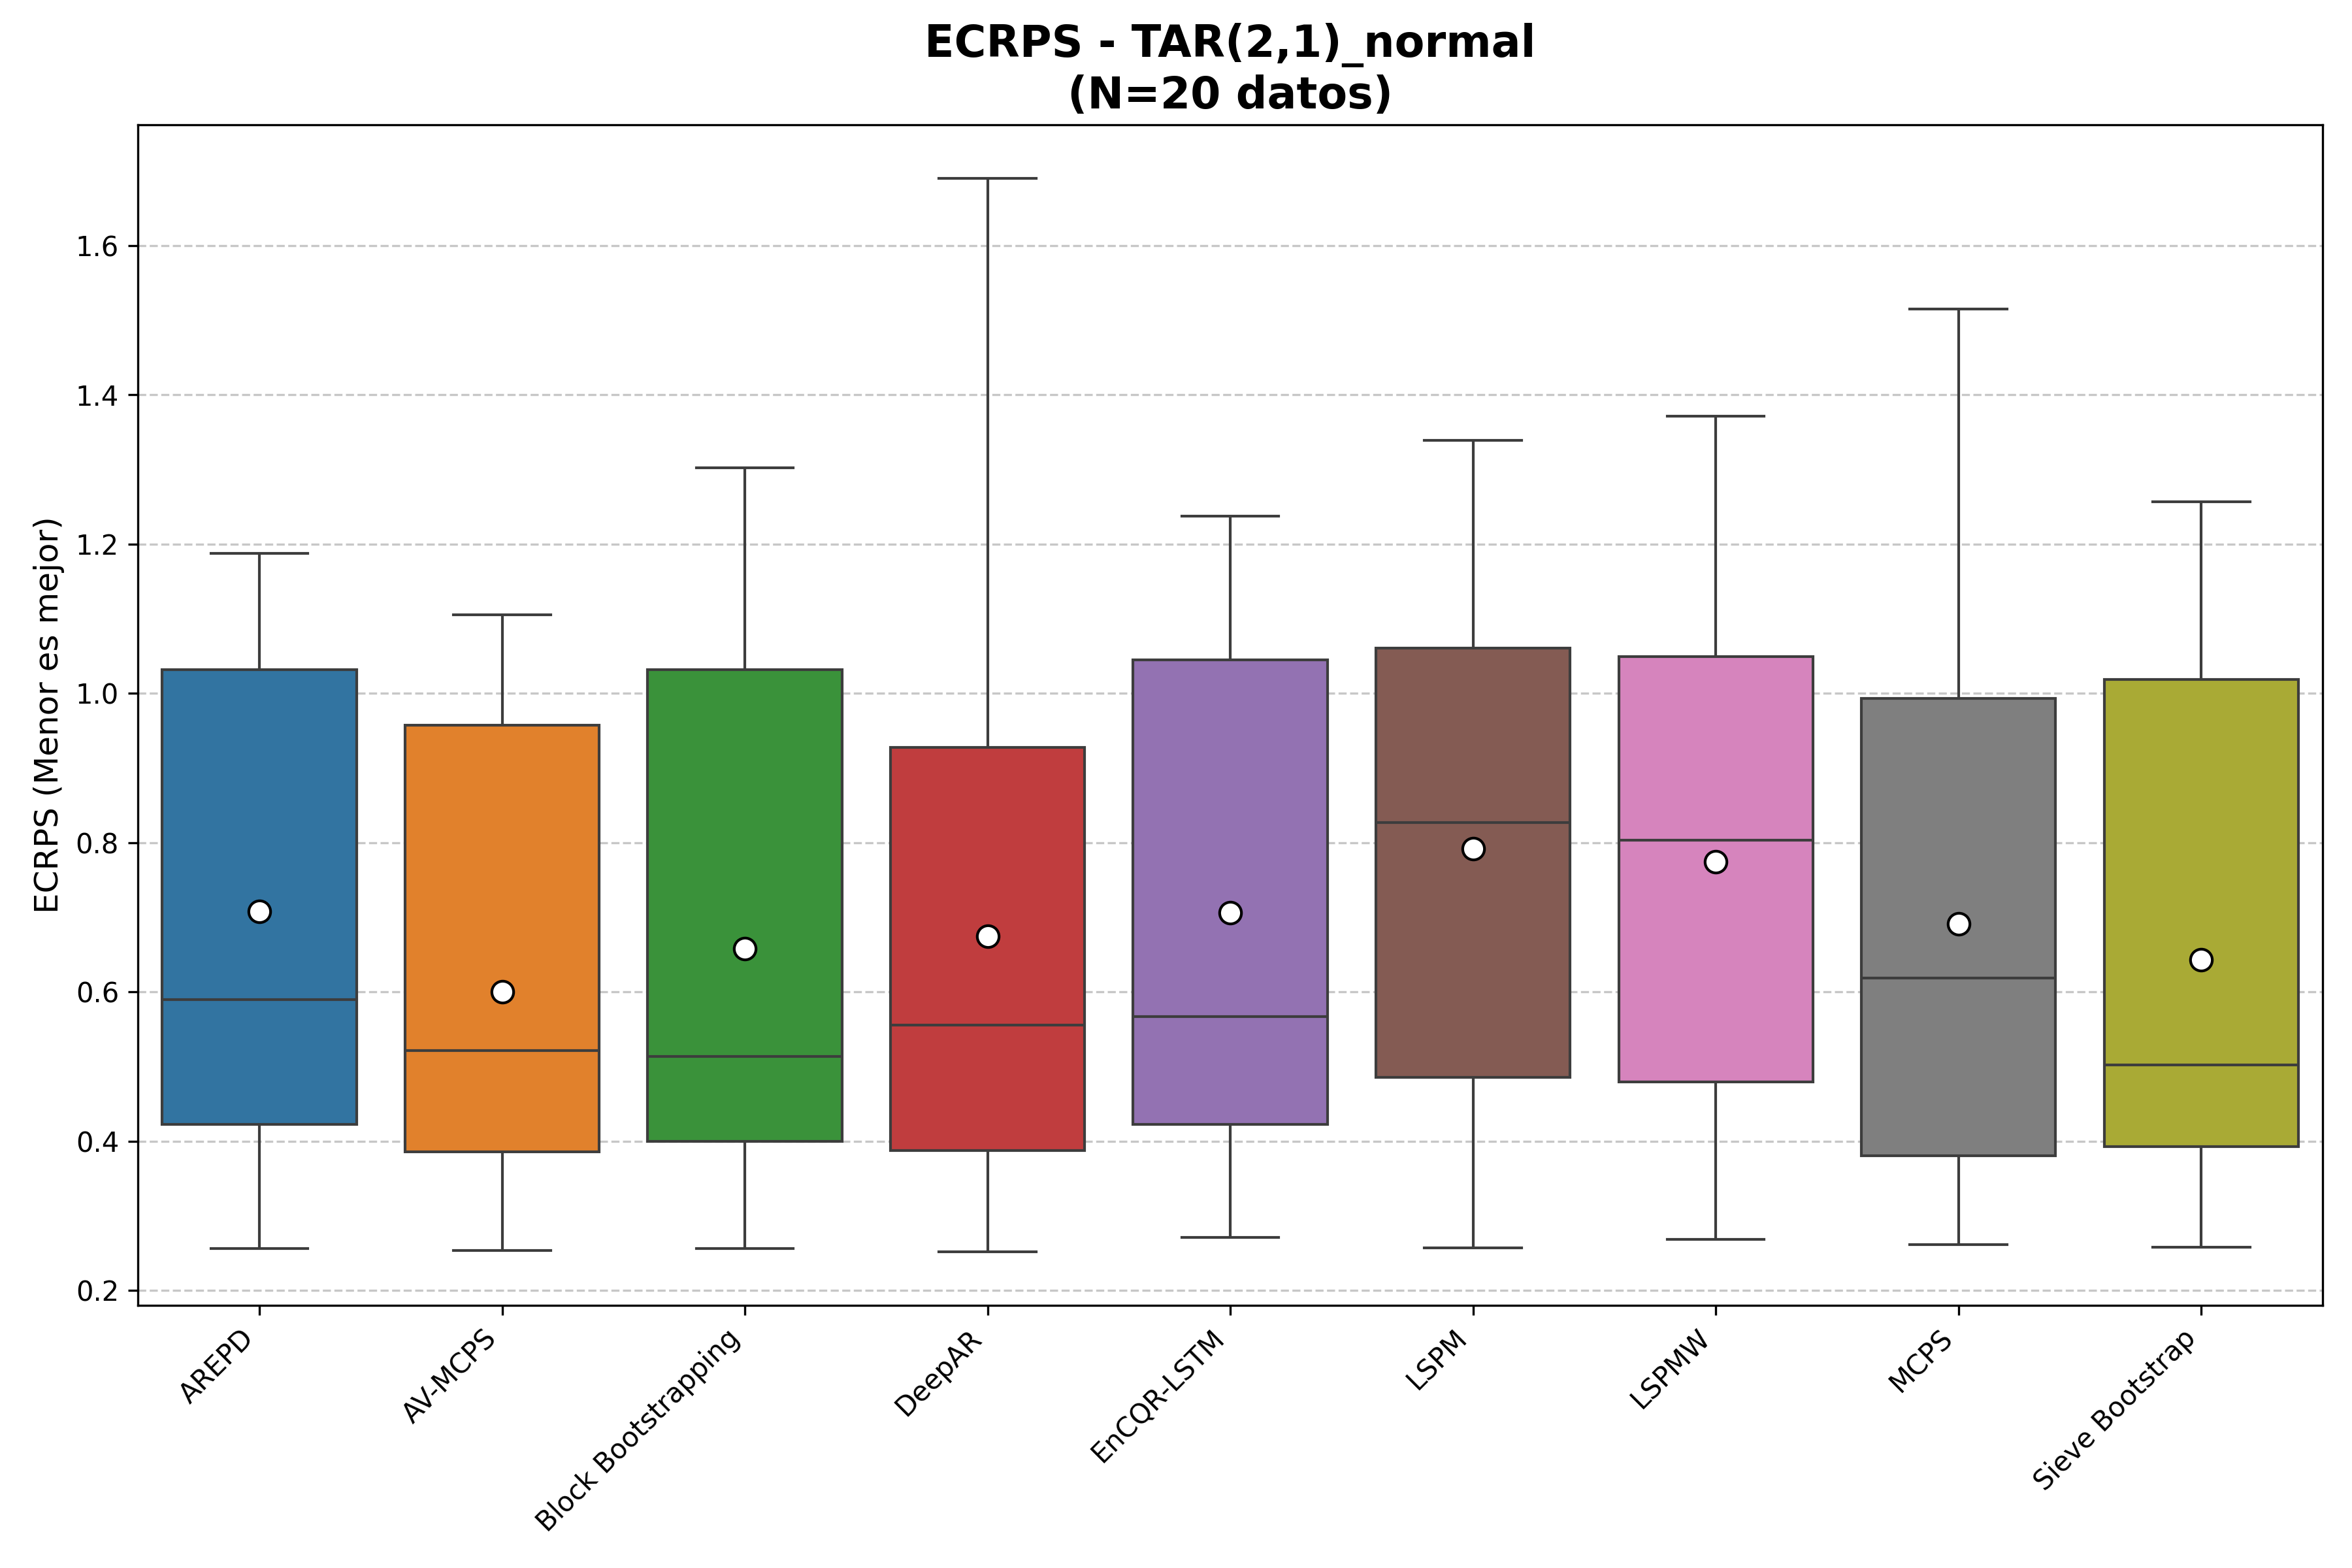 ECRPS - TAR(2,1)_normal
(N=20 datos)
ECRPS (Menor es mejor)
1.6
1.4
1.2
1.0
0.8
0.6
0.4
0.2
AREPD
AV-MCPS
Block Bootstrapping
DeepAR
EnCQR-LSTM
LSPM
LSPMW
MCPS
Sieve Bootstrap